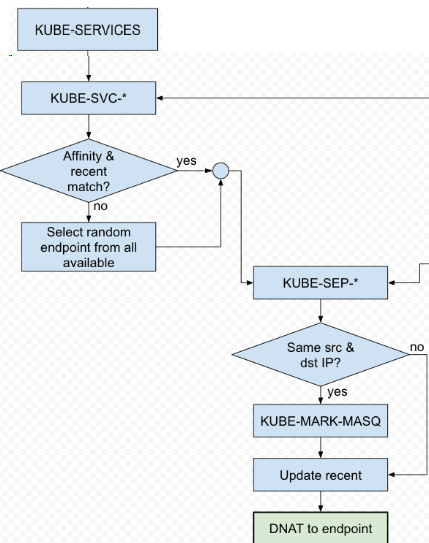 KUBE-SERVICES
KUBE-SVC-*
Affinity &
recent
match?
yes
no
Select random
endpoint from all
available
KUBE-SEP-*
Same src &
dst IP?
no
yes
KUBE-MARK-MASQ
Update recent
DNAT to endpoint